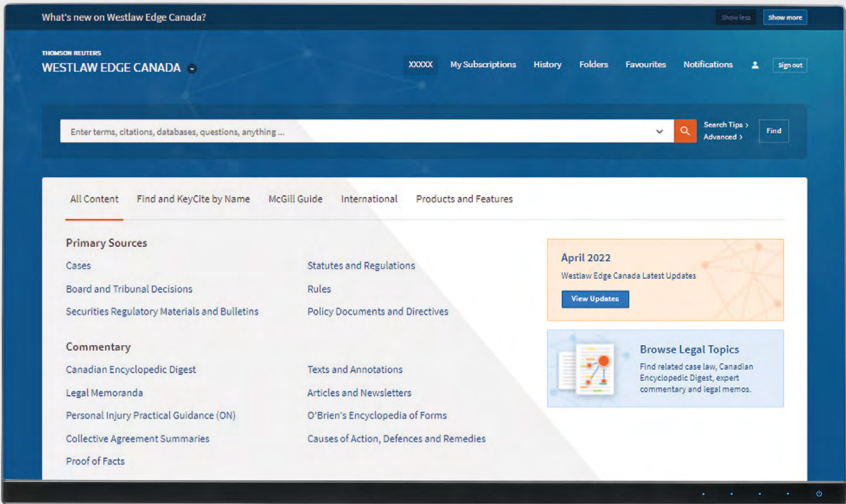 What's new on Westlaw Edge Canada?
Show less
Show more
THOMSON REUTERS
WESTLAW EDGE CANADA
XXXXX
My Subscriptions
History
Folders
Favourites
Notifications
Sign out
Enter terms, citations, databases, questions, anything ...
Search Tips >
Advanced >
Find
All Content
Find and KeyCite by Name
McGill Guide
International
Products and Features
Primary Sources
Cases
Statutes and Regulations
Board and Tribunal Decisions
Rules
Securities Regulatory Materials and Bulletins
Policy Documents and Directives
Commentary
Canadian Encyclopedic Digest
Texts and Annotations
Legal Memoranda
Articles and Newsletters
Personal Injury Practical Guidance (ON)
O'Brien's Encyclopedia of Forms
Collective Agreement Summaries
Causes of Action, Defences and Remedies
Proof of Facts
April 2022
Westlaw Edge Canada Latest Updates
View Updates
Browse Legal Topics
Find related case law, Canadian
Encyclopedic Digest, expert
commentary and legal memos.